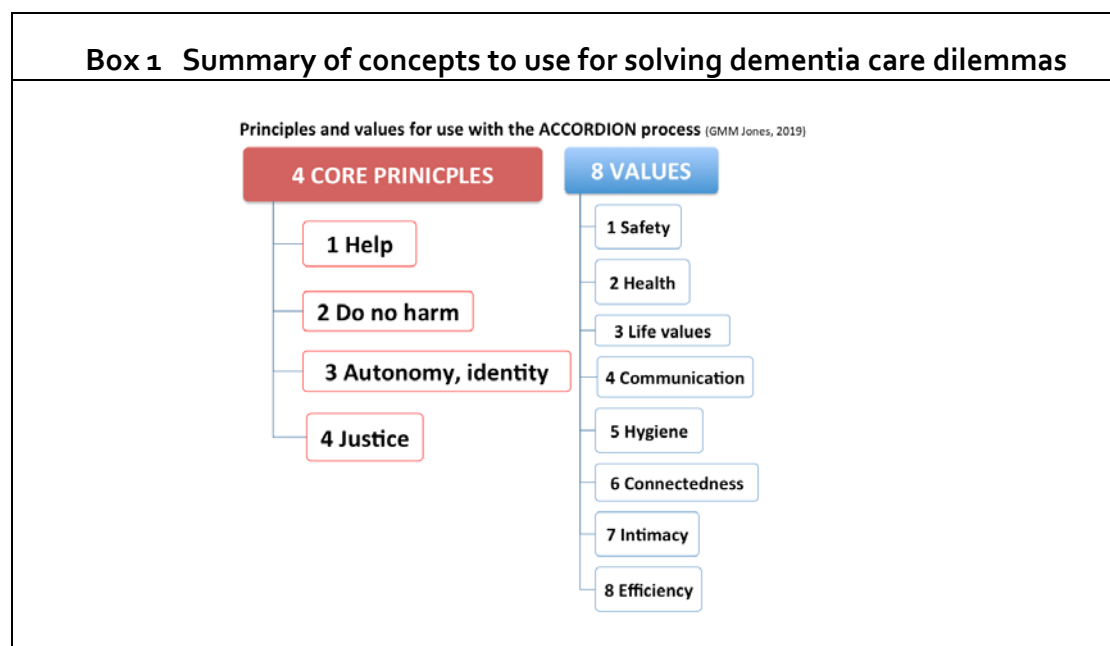 Box 1 Summary of concepts to use for solving dementia care dilemmas
Principles and values for use with the ACCORDION process (GMM Jones, 2019)
4 CORE PRINICPLES
1 Help
2 Do no harm
3 Autonomy, identity
4 Justice
8 VALUES
1 Safety
2 Health
3 Life values
4 Communication
5 Hygiene
6 Connectedness
7 Intimacy
8 Efficiency